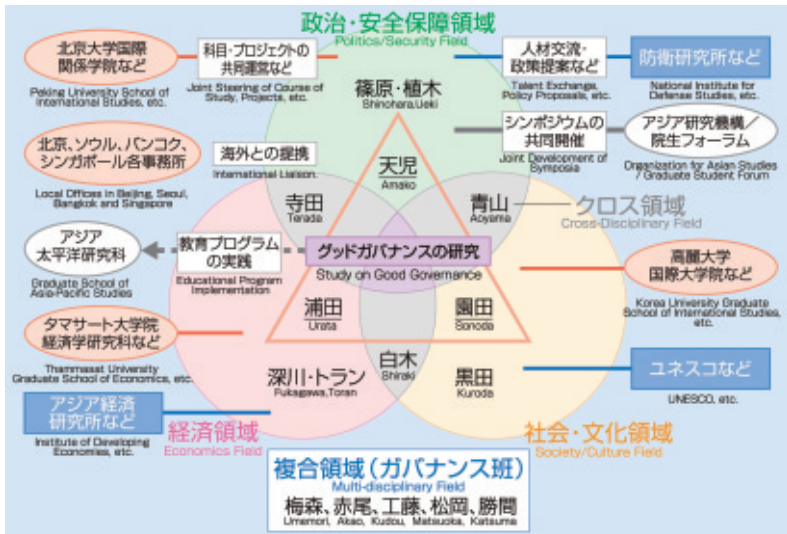 政治・安全保障領域
Politics/Security Field
北京大学国際
関係学院など
Peking University School of
International Studies, etc.
科目・プロジェクトの
共同運営など
Joint Steering of Course of
Study, Projects, etc.
篠原・植木
Shinohara,Ueki
人材交流・
政策提案など
Talent Exchange,
Policy Proposals, etc.
防衛研究所など
National Institute for
Defense Studies, etc.
北京、ソウル、バンコク、
シンガポール各事務所
Local Offices in Beijing, Seoul,
Bangkok and Singapore
海外との提携
International Liaison.
天児
Amako
シンポジウムの
共同開催
Joint Development of
Symposia
アジア研究機構／
院生フォーラム
Organization for Asian Studies
/ Graduate Student Forum
寺田
Terada
青山
Aoyama
クロス領域
Cross-Disciplinary Field
アジア
太平洋研究科
Graduate School of
Asia-Pacific Studies
教育プログラム
の実践
Educational Program
Implementation
グッドガバナンスの研究
Study on Good Governance
高麗大学
国際大学院など
Korea University Graduate
School of International Studies,
etc.
浦田
Urata
園田
Sonoda
タマサート大学院
経済学研究科など
Thammasat University
Graduate School of Economics, etc.
白木
Shiraki
深川・トラン
Fukagawa,Toran
黒田
Kuroda
ユネスコなど
UNESCO, etc.
アジア経済
研究所など
Institute of Developing
Economies, etc.
経済領域
Economics Field
社会・文化領域
Society/Culture Field
複合領域（ガバナンス班）
Multi-disciplinary Field
梅森、赤尾、工藤、松岡、勝間
Umemori, Akao, Kudou, Matsuoka, Katsuma